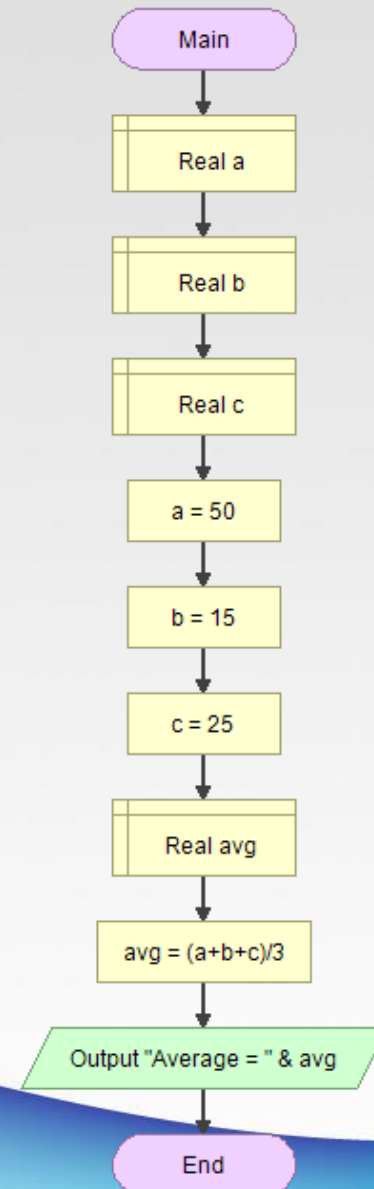 Main
Real a
Real b
Real c
a = 50
b = 15
c = 25
Real avg
avg = (a+b+c)/3
Output "Average = " & avg
End